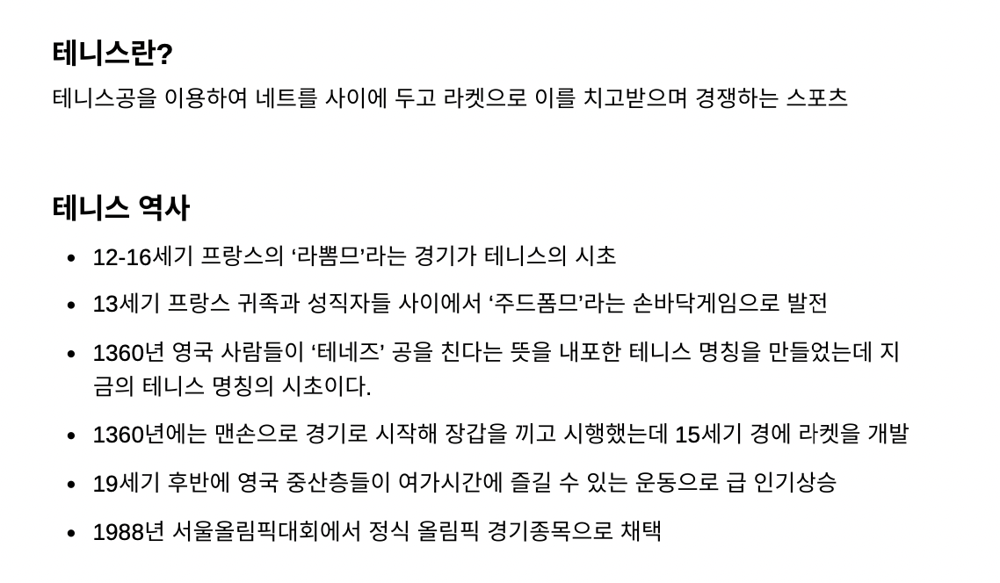 테니스란?
테니스공을 이용하여 네트를 사이에 두고 라켓으로 이를 치고받으며 경쟁하는 스포츠
테니스 역사
• 12-16세기 프랑스의 ‘라뽐므’라는 경기가 테니스의 시초
• 13세기 프랑스 귀족과 성직자들 사이에서 ‘주드폼므’라는 손바닥게임으로 발전
• 1360년 영국 사람들이 ‘테네즈’ 공을 친다는 뜻을 내포한 테니스 명칭을 만들었는데 지
금의 테니스 명칭의 시초이다.
• 1360년에는 맨손으로 경기로 시작해 장갑을 끼고 시행했는데 15세기 경에 라켓을 개발
• 19세기 후반에 영국 중산층들이 여가시간에 즐길 수 있는 운동으로 급 인기상승
• 1988년 서울올림픽대회에서 정식 올림픽 경기종목으로 채택